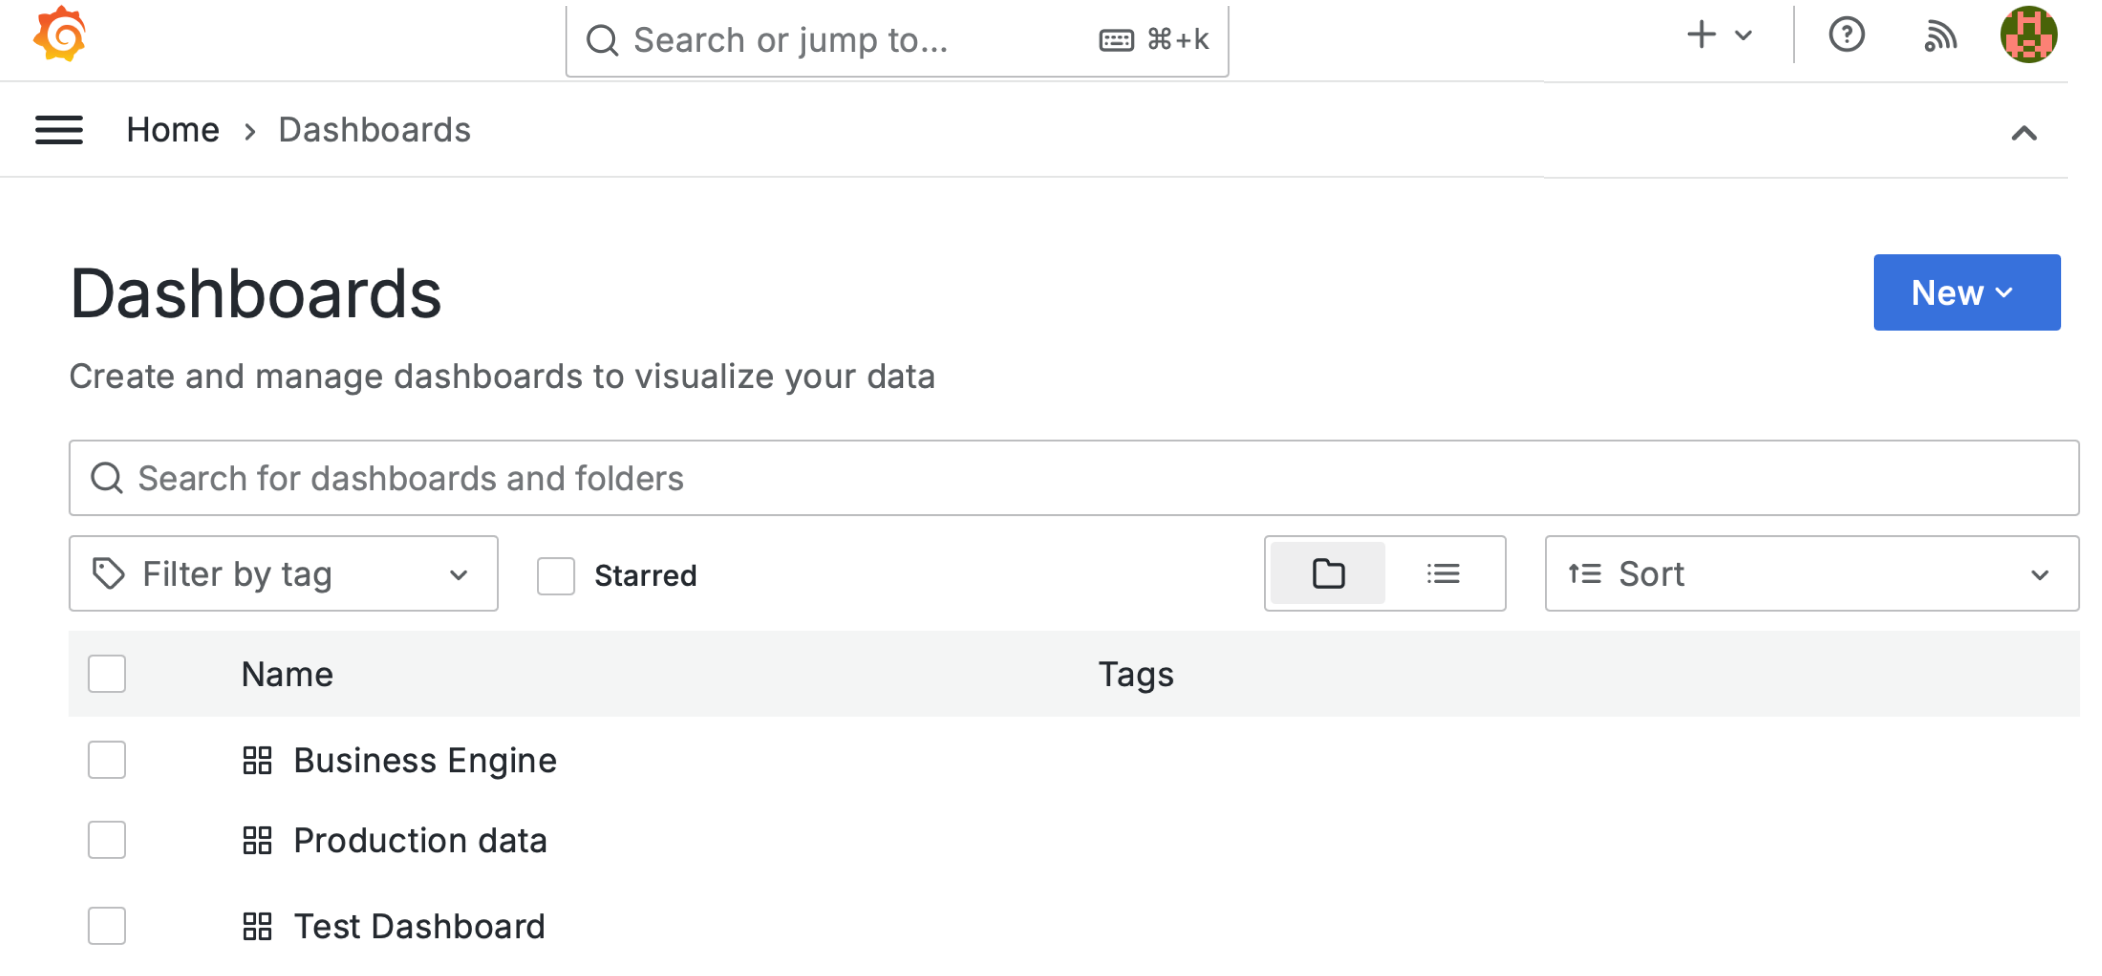 Search or jump to...
⌘+k
Home › Dashboards
Dashboards
New
Create and manage dashboards to visualize your data
Search for dashboards and folders
Filter by tag
Starred
Sort
Name
Tags
Business Engine
Production data
Test Dashboard